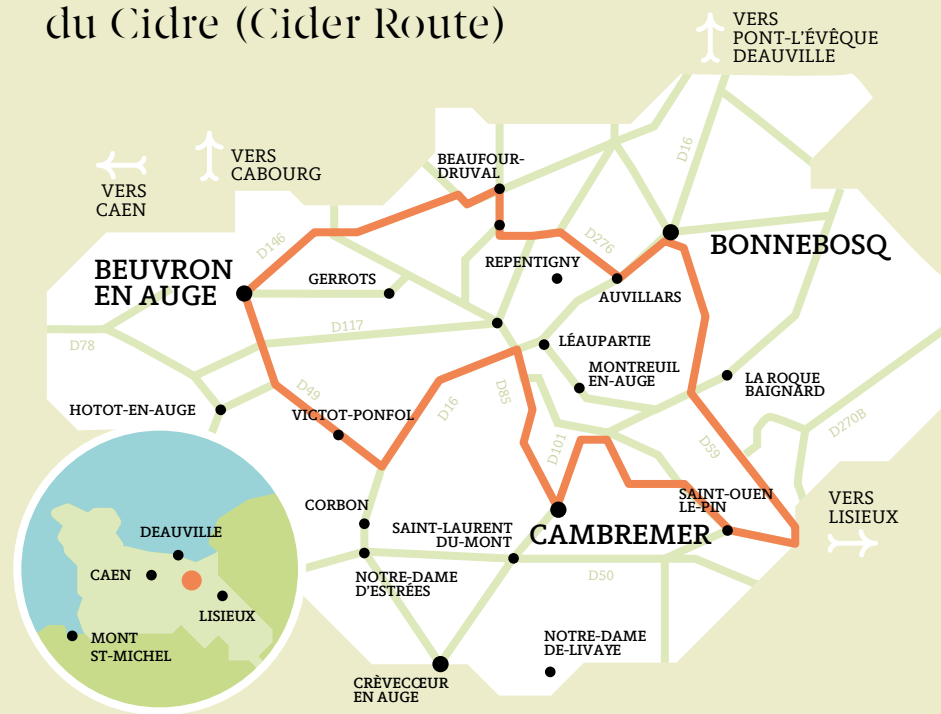 du Cidre (Cider Route)
VERS
PONT-L'ÉVÊQUE
DEAUVILLE
VERS
CABOURG
VERS
CAEN
BEAUFOUR-
DRUVAL
D16
D146
D276
BONNEBOSQ
BEUVRON
EN AUGE
GERROTS
REPENTIGNY
AUVILLARS
D117
D78
LÉAUPARTIE
MONTREUIL
EN-AUGE
LA ROQUE
BAIGNARD
D49
D16
D85
HOTOT-EN-AUGE
VICTOT-PONFOL
D270B
D101
D59
CORBON
SAINT-OUEN
LE-PIN
VERS
LISIEUX
SAINT-LAURENT
DU-MONT
CAMBREMER
DEAUVILLE
CAEN
LISIEUX
MONT
ST-MICHEL
NOTRE-DAME
D'ESTRÉES
D50
NOTRE-DAME
DE-LIVAYE
CRÈVECŒUR
EN AUGE